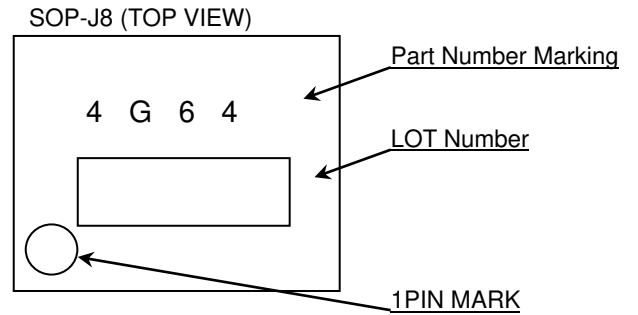 SOP-J8 (TOP VIEW)
Part Number Marking
4 G 6 4
LOT Number
1PIN MARK